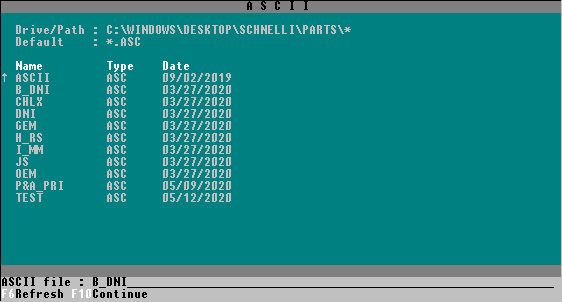 A S C I I
Drive/Path : C:\WINDOWS\DESKTOP\SCHNELLI\PARTS\*
Default : *.ASC
Name Type Date
↑ ASCII ASC 09/02/2019
B_DNI ASC 03/27/2020
CHLX ASC 03/27/2020
DNI ASC 03/27/2020
GEM ASC 03/27/2020
H_RS ASC 03/27/2020
I_MM ASC 03/27/2020
JS ASC 03/27/2020
OEM ASC 03/27/2020
P&A_PRI ASC 05/09/2020
TEST ASC 05/12/2020
ASCII file : B_DNI
F6Refresh F10Continue